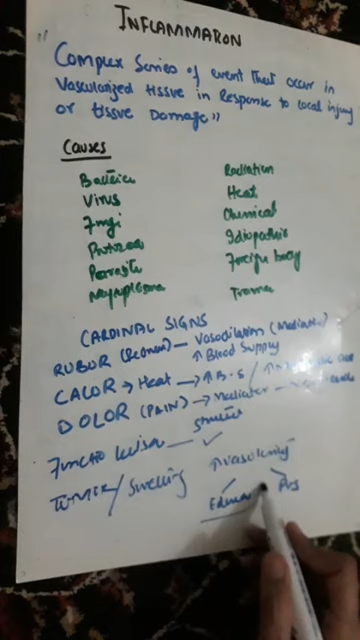 INFLAMMATION
"Complex Series of event that occur in
Vascularized tissue in Response to local injury
or tissue Damage"
Causes
Bacteria Radiation
Virus Heat
Fungi Chemical
Protozoa Idiopathic
Parasite Foreign body
Mycoplasma Trauma
CARDINAL SIGNS
RUBOR (Redness) – Vasodilation (Mediator)
↑ Blood Supply
CALOR → Heat → ↑ B.S /
DOLOR (PAIN) → Mediator –
Functio laesa —
Tumor / Swelling ↑ Vascularity
Edema Pus